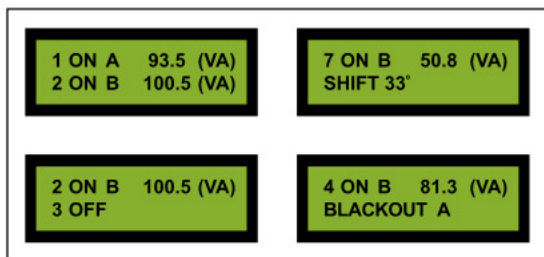 1 ON A 93.5 (VA)
2 ON B 100.5 (VA)
7 ON B 50.8 (VA)
SHIFT 33°
2 ON B 100.5 (VA)
3 OFF
4 ON B 81.3 (VA)
BLACKOUT A